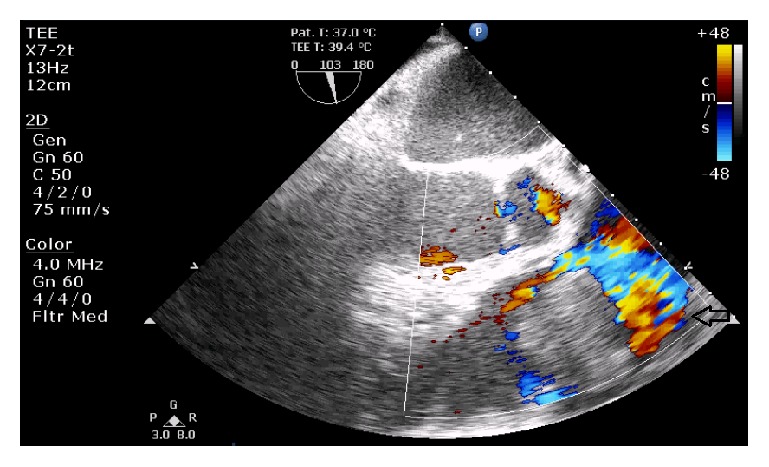 TEE
X7-2t
13Hz
12cm
2D
Gen
Gn 60
C 50
4/2/0
75 mm/s
Color
4.0 MHz
Gn 60
4/4/0
Fltr Med
Pat. T: 37.0 °C
TEE T: 39.4 °C
0 103 180
P
+48
c
m
/
s
-48
G
P R
3.0 8.0